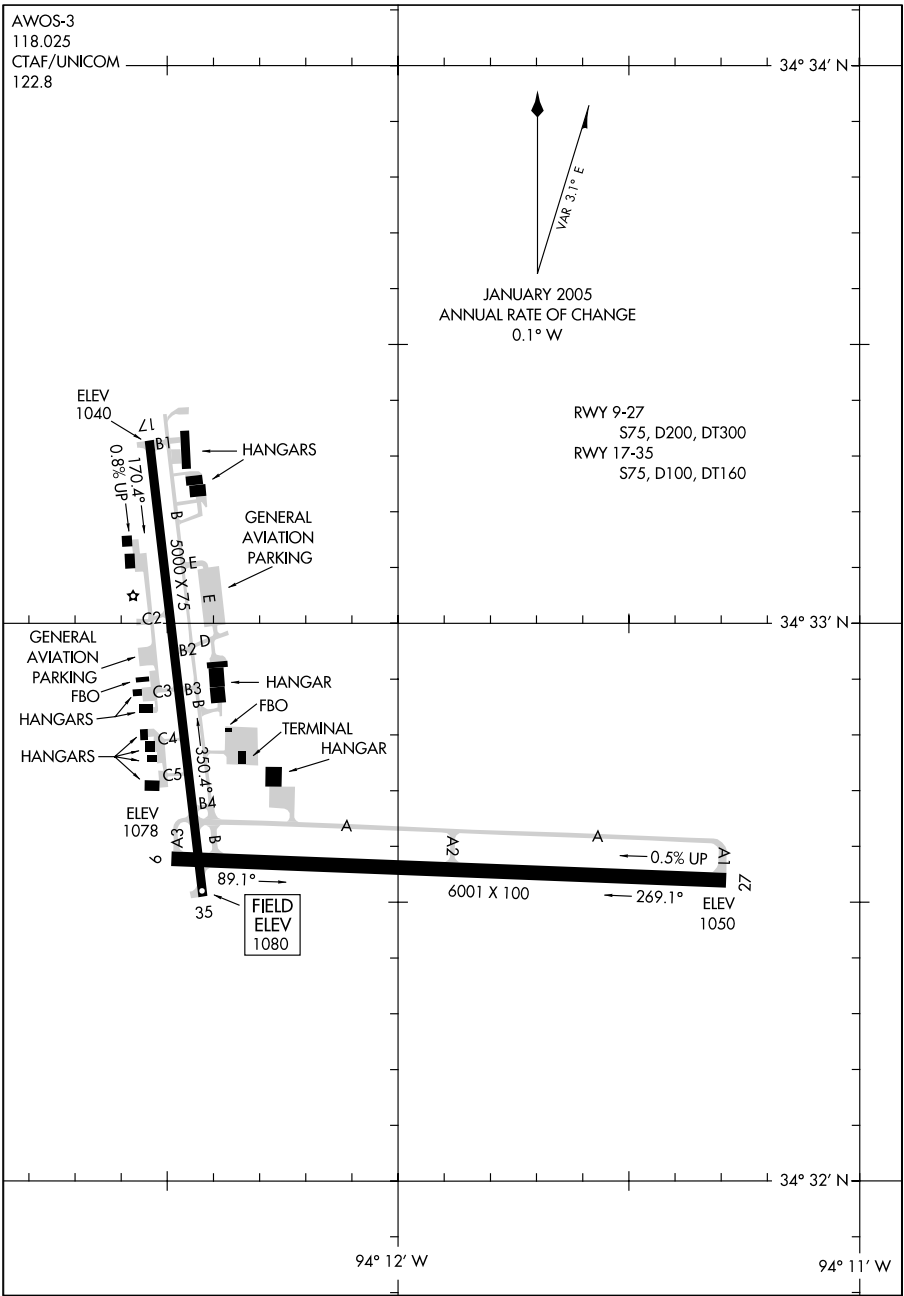 AWOS-3
118.025
CTAF/UNICOM
122.8
34° 34' N
VAR 3.1° E
JANUARY 2005
ANNUAL RATE OF CHANGE
0.1° W
RWY 9-27
S75, D200, DT300
RWY 17-35
S75, D100, DT160
ELEV
1040
17
B1
HANGARS
170.4°
0.8% UP
B
5000 X 75
GENERAL
AVIATION
PARKING
E
E
C2
34° 33' N
D
B2
GENERAL
AVIATION
PARKING
FBO
HANGARS
C3
B3
B
HANGAR
FBO
TERMINAL
HANGAR
HANGARS
C4
350.4°
C5
B4
ELEV
1078
A3
B
A
A2
A
A1
9
0.5% UP
89.1°
6001 X 100
269.1°
27
ELEV
1050
35
FIELD
ELEV
1080
34° 32' N
94° 12' W
94° 11' W